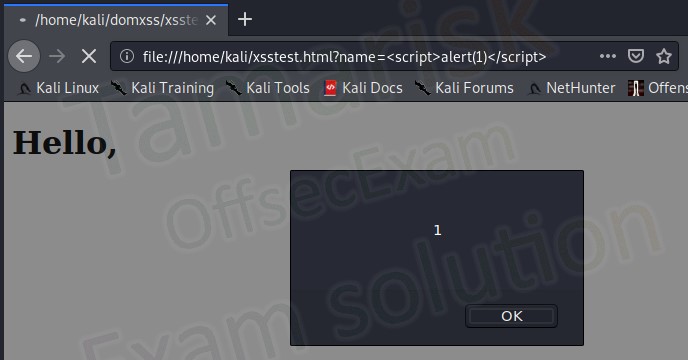 /home/kali/domxss/xsste
file:///home/kali/xsstest.html?name=<script>alert(1)</script>
Kali Linux Kali Training Kali Tools Kali Docs Kali Forums NetHunter Offens
Hello,
1
OK
Tamarisk
OffsecExam
Exam solution